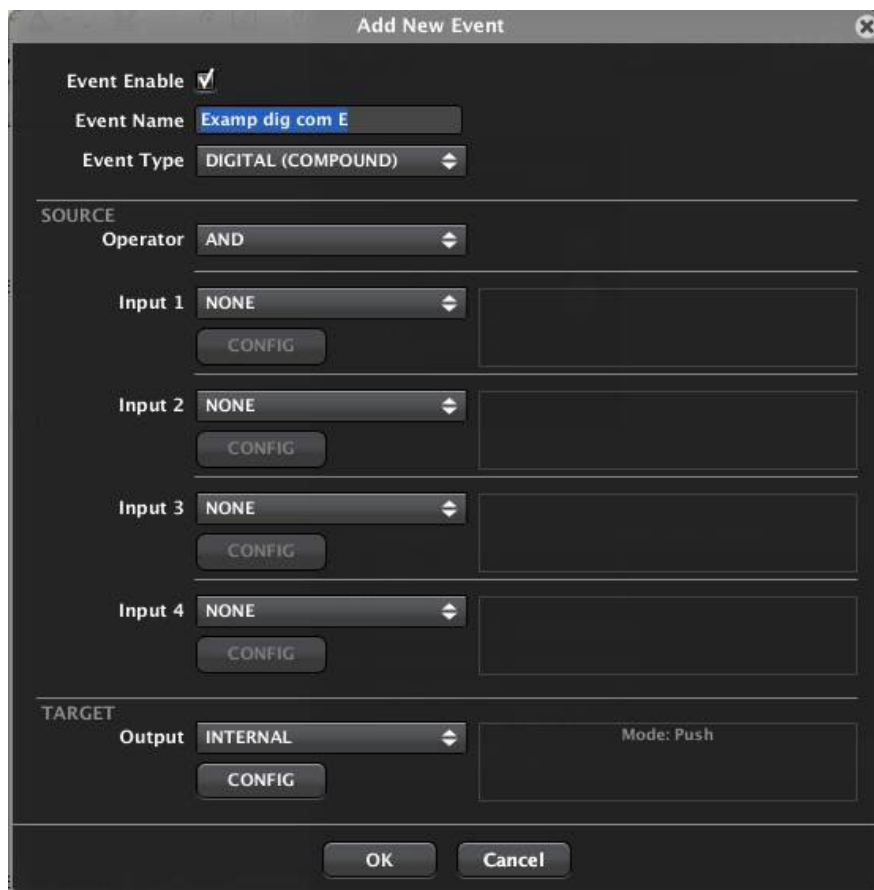 Add New Event
Event Enable
Event Name Examp dig com E
Event Type DIGITAL (COMPOUND)
SOURCE
Operator AND
Input 1 NONE
CONFIG
Input 2 NONE
CONFIG
Input 3 NONE
CONFIG
Input 4 NONE
CONFIG
TARGET
Output INTERNAL Mode: Push
CONFIG
OK Cancel